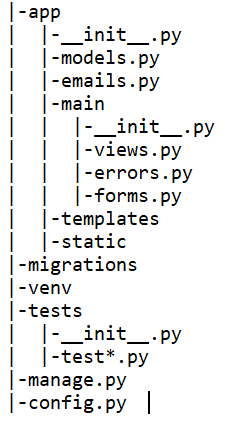 |-app
|  |-__init__.py
|  |-models.py
|  |-emails.py
|  |-main
|  |  |-__init__.py
|  |  |-views.py
|  |  |-errors.py
|  |  |-forms.py
|  |-templates
|  |-static
|-migrations
|-venv
|-tests
|  |-__init__.py
|  |-test*.py
|-manage.py
|-config.py